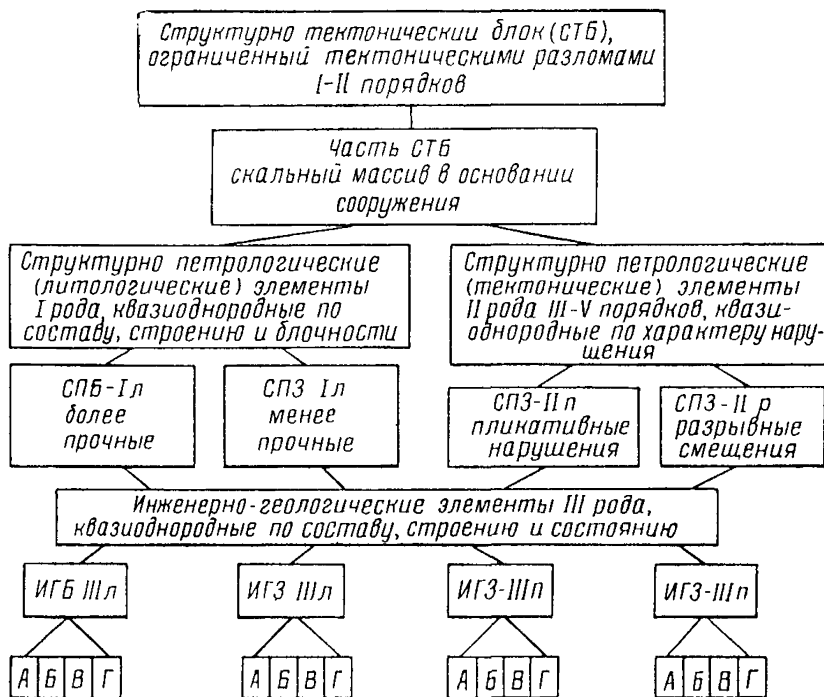 Структурно тектонический блок (СТБ),
ограниченный тектоническими разломами
I-II порядков
Часть СТБ
скальный массив в основании
сооружения
Структурно петрологические
(литологические) элементы
I рода, квазиоднородные по
составу, строению и блочности
Структурно петрологические
(тектонические) элементы
II рода III-V порядков, квази-
однородные по характеру нару-
щения
СПБ-Iл
более
прочные
СПЗ Iл
менее
прочные
СПЗ-II п
пликативные
нарушения
СПЗ-II р
разрывные
смещения
Инженерно-геологические элементы III рода,
квазиоднородные по составу, строению и состоянию
ИГБ IIIл
ИГЗ IIIл
ИГЗ-IIIп
ИГЗ-IIIп
А Б В Г
А Б В Г
А Б В Г
А Б В Г